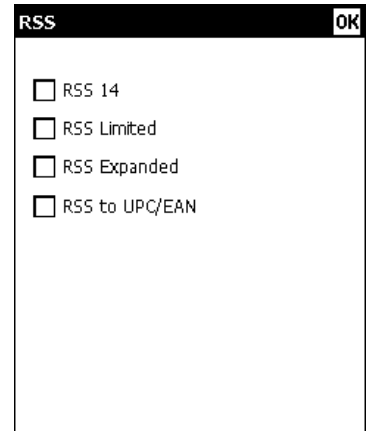 RSS OK
RSS 14
RSS Limited
RSS Expanded
RSS to UPC/EAN